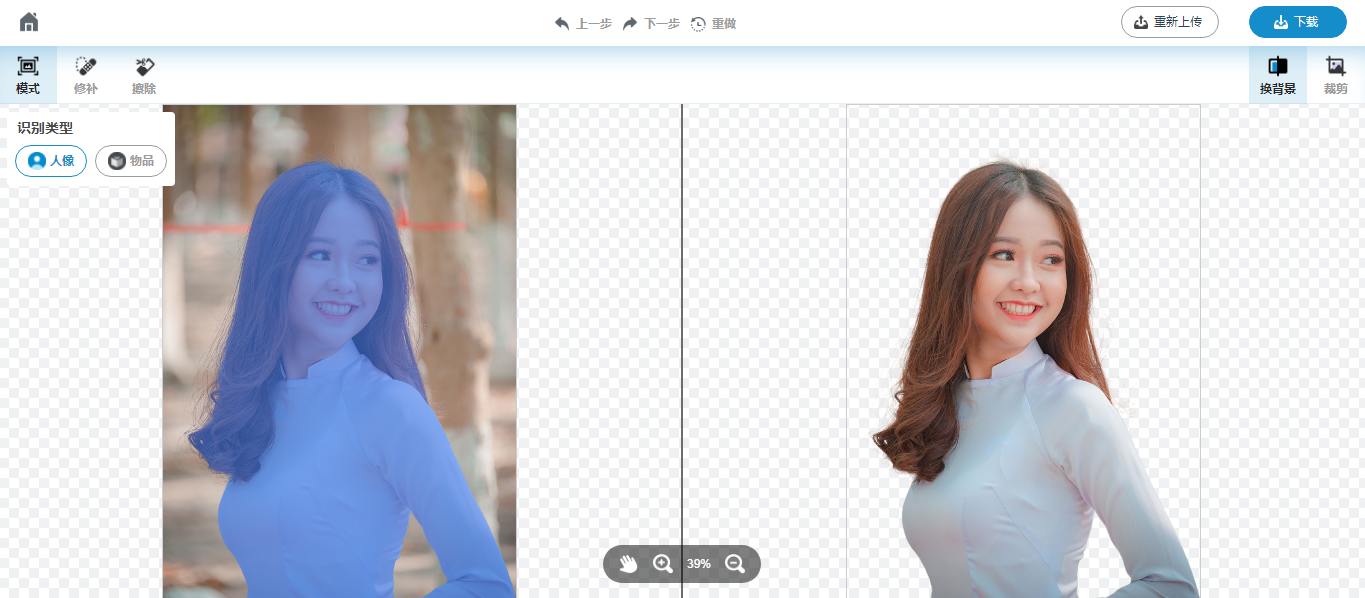 上一步 下一步 重做 重新上传 下载
模式 修补 擦除 换背景 裁剪
识别类型
人像 物品
39%